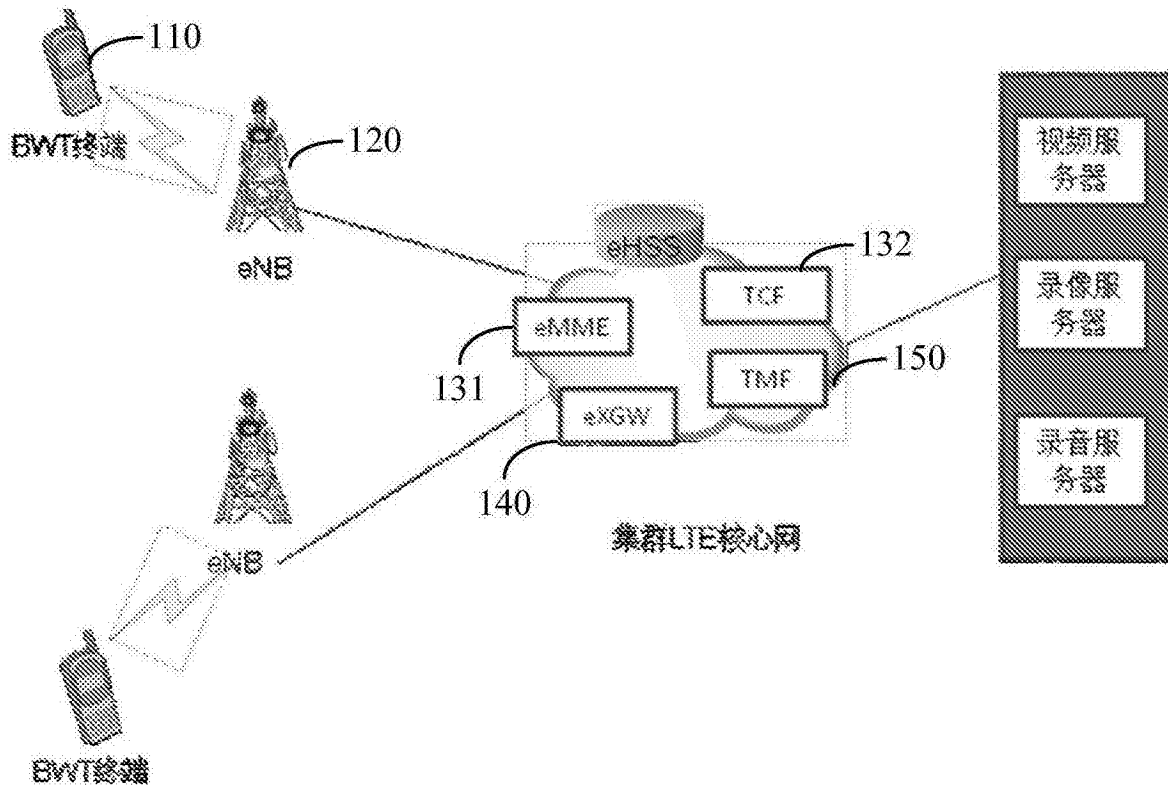 110
BWT终端
120
eNB
eHSS
132
TCF
eMME
131
TMF
150
eXGW
140
集群LTE核心网
eNB
BWT终端
视频服
务器
录像服
务器
录音服
务器